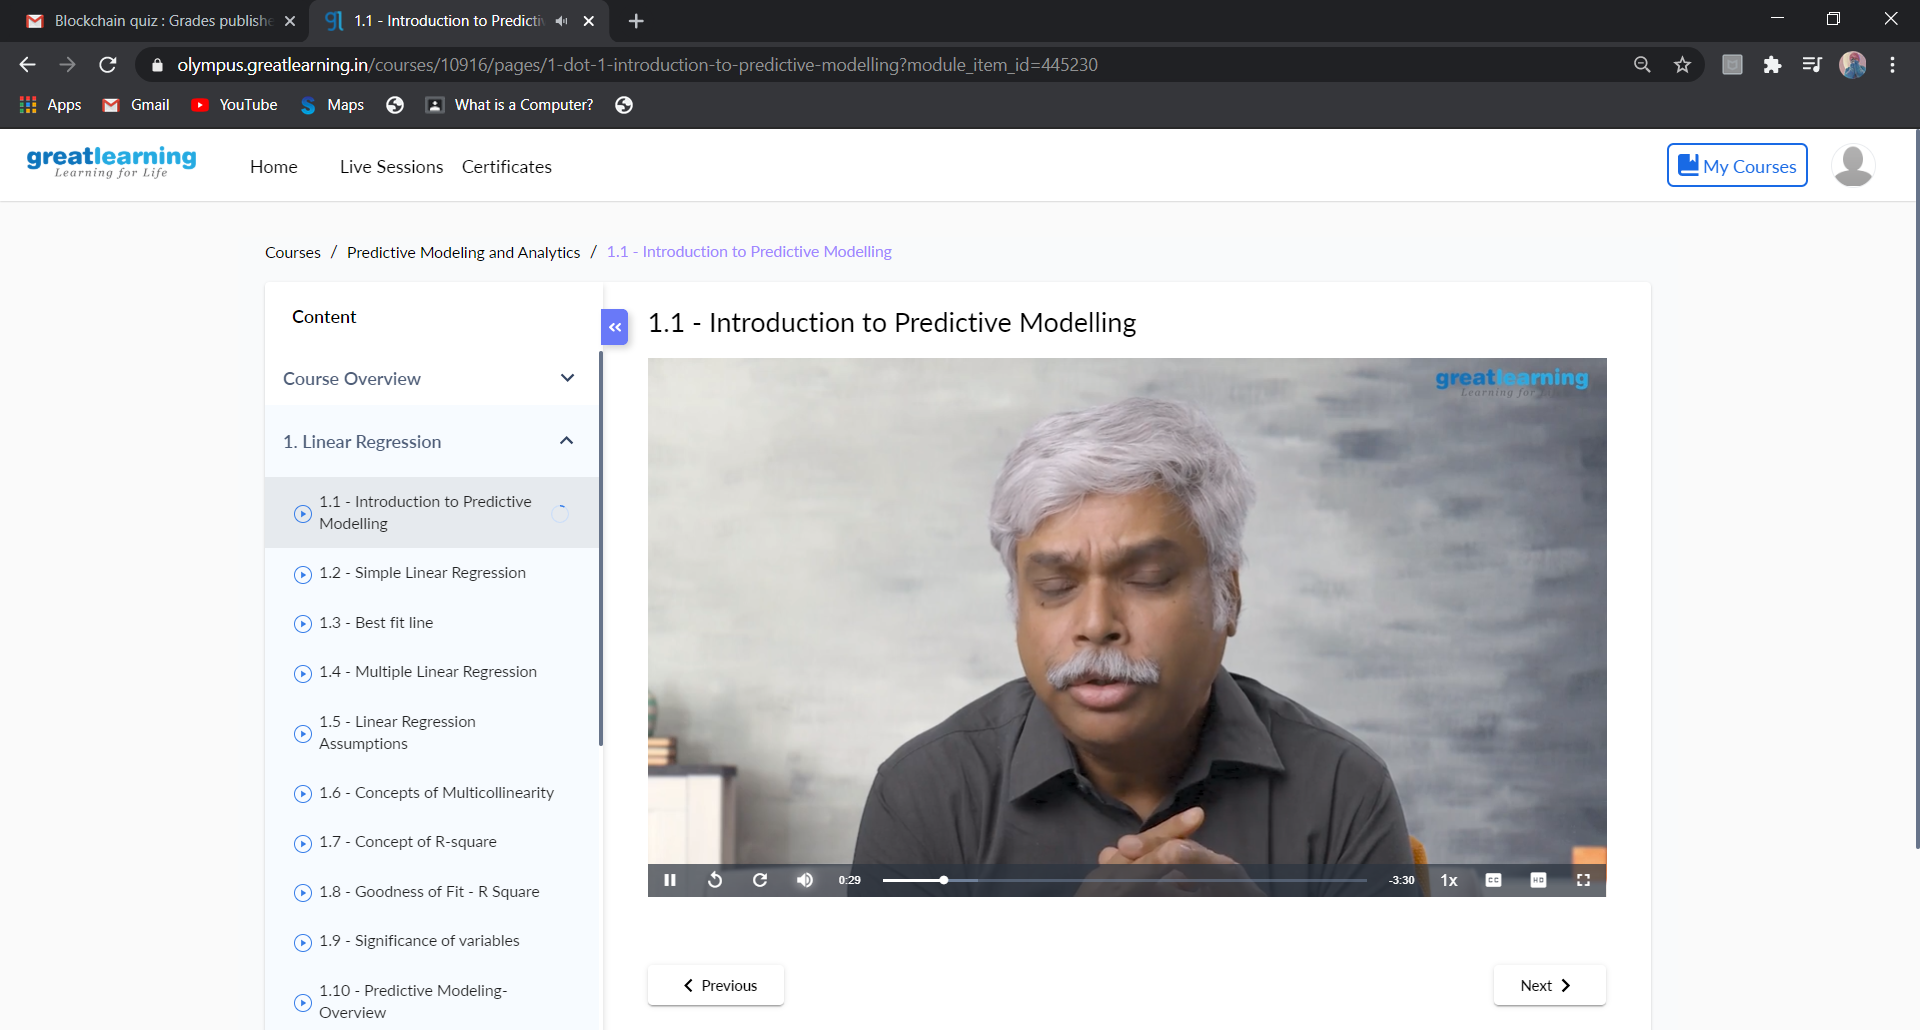 Blockchain quiz : Grades publishe
1.1 - Introduction to Predictiv
olympus.greatlearning.in/courses/10916/pages/1-dot-1-introduction-to-predictive-modelling?module_item_id=445230
Apps Gmail YouTube Maps What is a Computer?
greatlearning
Learning for Life
Home Live Sessions Certificates
My Courses
Courses / Predictive Modeling and Analytics / 1.1 - Introduction to Predictive Modelling
Content
Course Overview
1. Linear Regression
1.1 - Introduction to Predictive
Modelling
1.2 - Simple Linear Regression
1.3 - Best fit line
1.4 - Multiple Linear Regression
1.5 - Linear Regression
Assumptions
1.6 - Concepts of Multicollinearity
1.7 - Concept of R-square
1.8 - Goodness of Fit - R Square
1.9 - Significance of variables
1.10 - Predictive Modeling-
Overview
1.1 - Introduction to Predictive Modelling
greatlearning
Learning for Life
0:29 -3:30 1x CC HD
Previous
Next